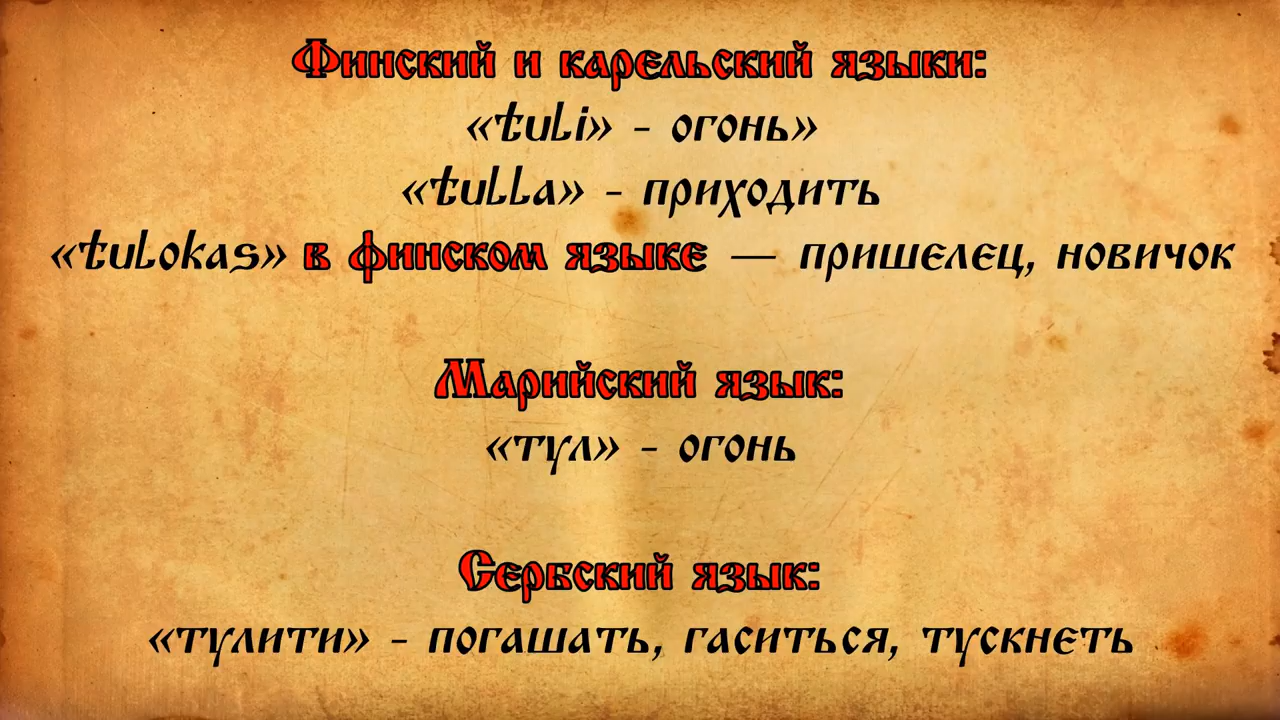 Финский и карельский языки:
«tuli» - огонь»
«tulla» - приходить
«tulokas» в финском языке — пришелец, новичок
Марийский язык:
«тул» - огонь
Сербский язык:
«тулити» - погашать, гаситься, тускнеть